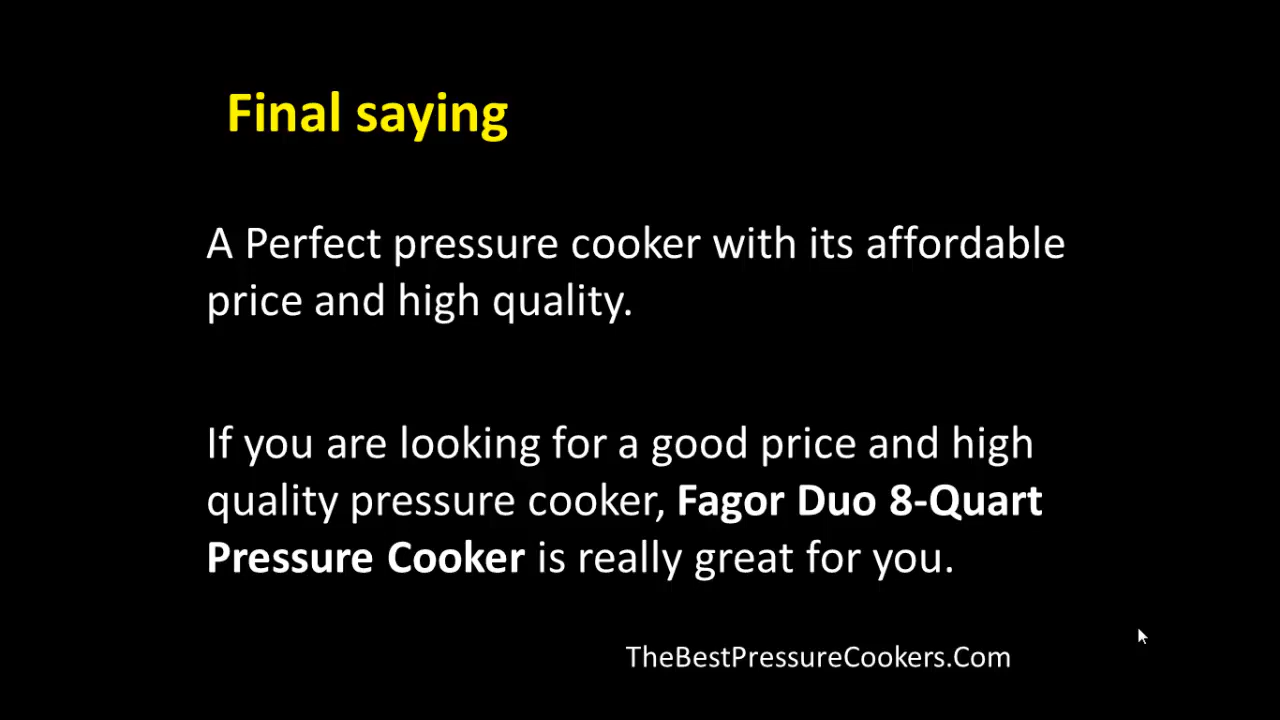 Final saying
A Perfect pressure cooker with its affordable
price and high quality.
If you are looking for a good price and high
quality pressure cooker, Fagor Duo 8-Quart
Pressure Cooker is really great for you.
TheBestPressureCookers.Com